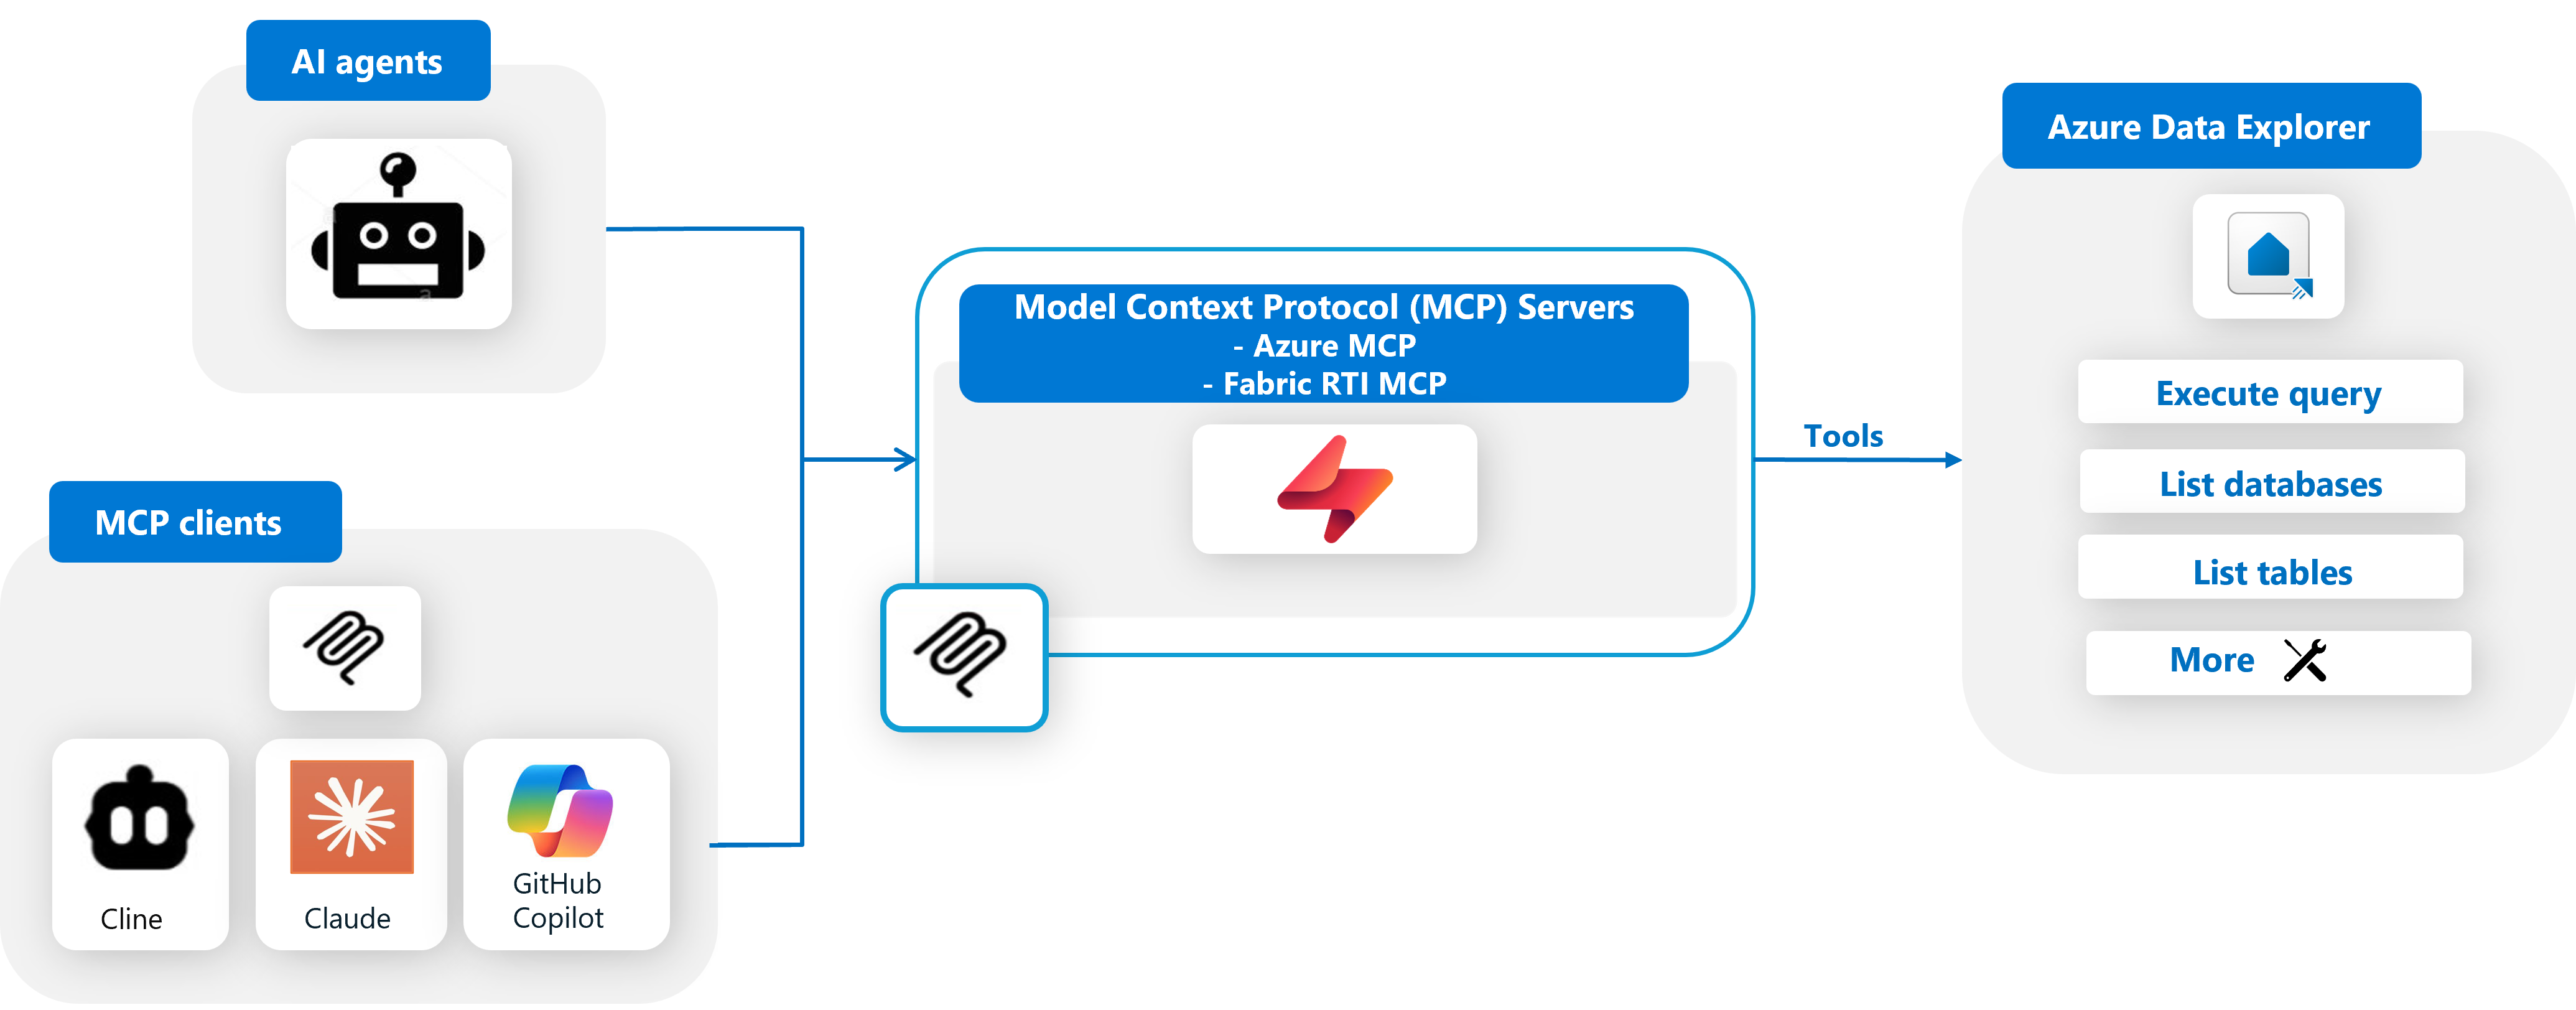 AI agents
MCP clients
Cline
Claude
GitHub
Copilot
Model Context Protocol (MCP) Servers
- Azure MCP
- Fabric RTI MCP
Tools
Azure Data Explorer
Execute query
List databases
List tables
More